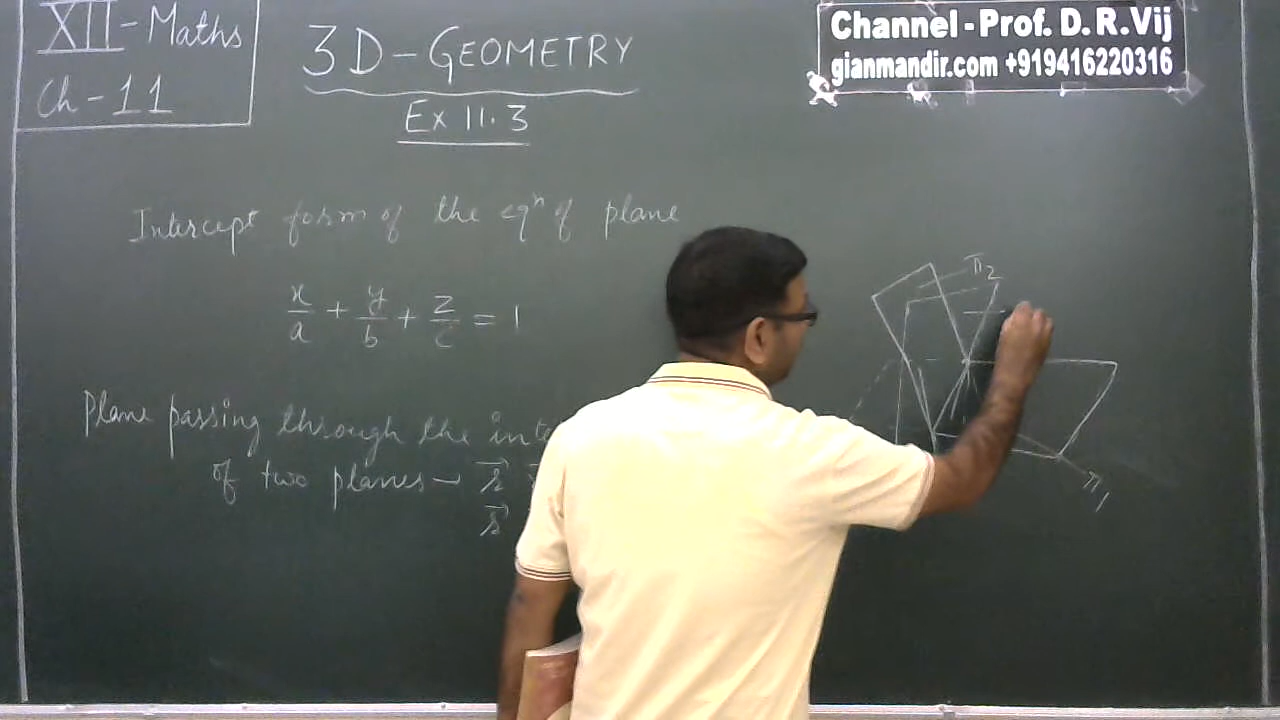 XII - Maths
Ch - 11
3D - GEOMETRY
Ex 11.3
Channel - Prof. D. R. Vij
gianmandir.com +919416220316
Intercept form of the eqⁿ of plane
x/a + y/b + z/c = 1
Plane passing through the
of two planes –
π₂
π₁